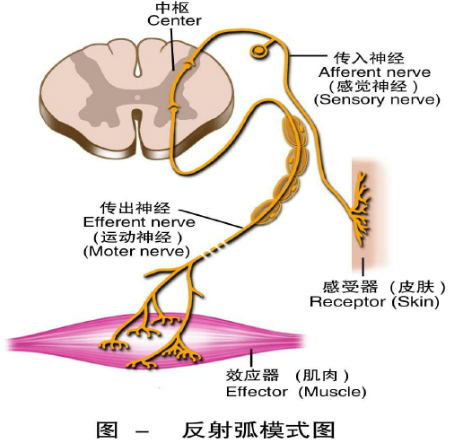 中枢
Center
传入神经
Afferent nerve
(感觉神经)
(Sensory nerve)
传出神经
Efferent nerve
(运动神经)
(Moter nerve)
感受器 (皮肤)
Receptor (Skin)
效应器 (肌肉)
Effector (Muscle)
图 – 反射弧模式图